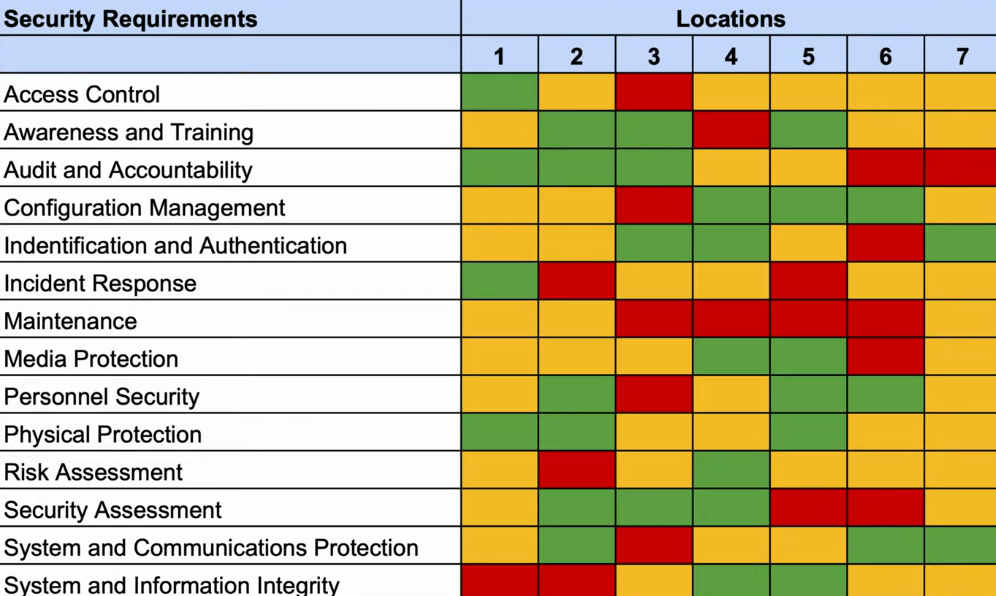 Security Requirements Locations
1 2 3 4 5 6 7
Access Control
Awareness and Training
Audit and Accountability
Configuration Management
Indentification and Authentication
Incident Response
Maintenance
Media Protection
Personnel Security
Physical Protection
Risk Assessment
Security Assessment
System and Communications Protection
System and Information Integrity